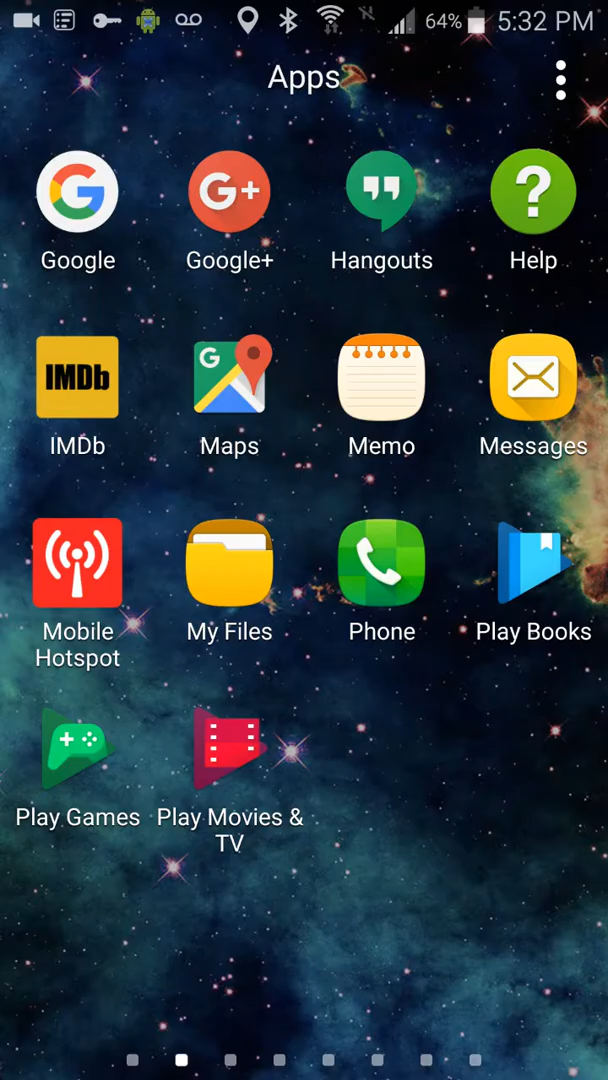 64% 5:32 PM
Apps
G G+ ?
Google Google+ Hangouts Help
IMDb G
IMDb Maps Memo Messages
Mobile Hotspot My Files Phone Play Books
Play Games Play Movies & TV